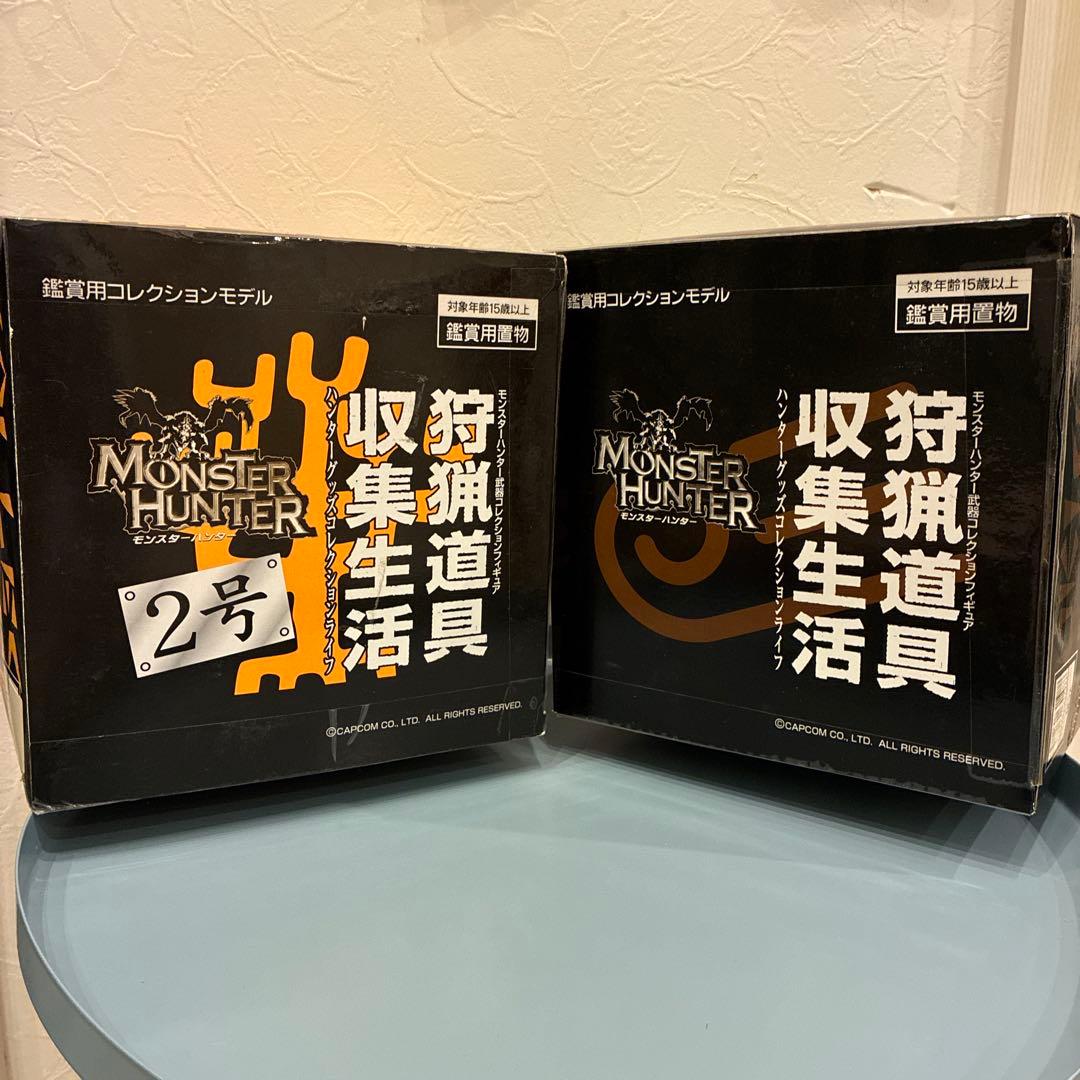 鑑賞用コレクションモデル
対象年齢15歳以上
鑑賞用置物
MONSTER
HUNTER
モンスターハンター
2号
モンスターハンター武器コレクションフィギュア
狩猟道具
収集生活
ハンターグッズコレクションライフ
©CAPCOM CO., LTD. ALL RIGHTS RESERVED.
鑑賞用コレクションモデル
対象年齢15歳以上
鑑賞用置物
MONSTER
HUNTER
モンスターハンター
モンスターハンター武器コレクションフィギュア
狩猟道具
収集生活
ハンターグッズコレクションライフ
©CAPCOM CO., LTD. ALL RIGHTS RESERVED.